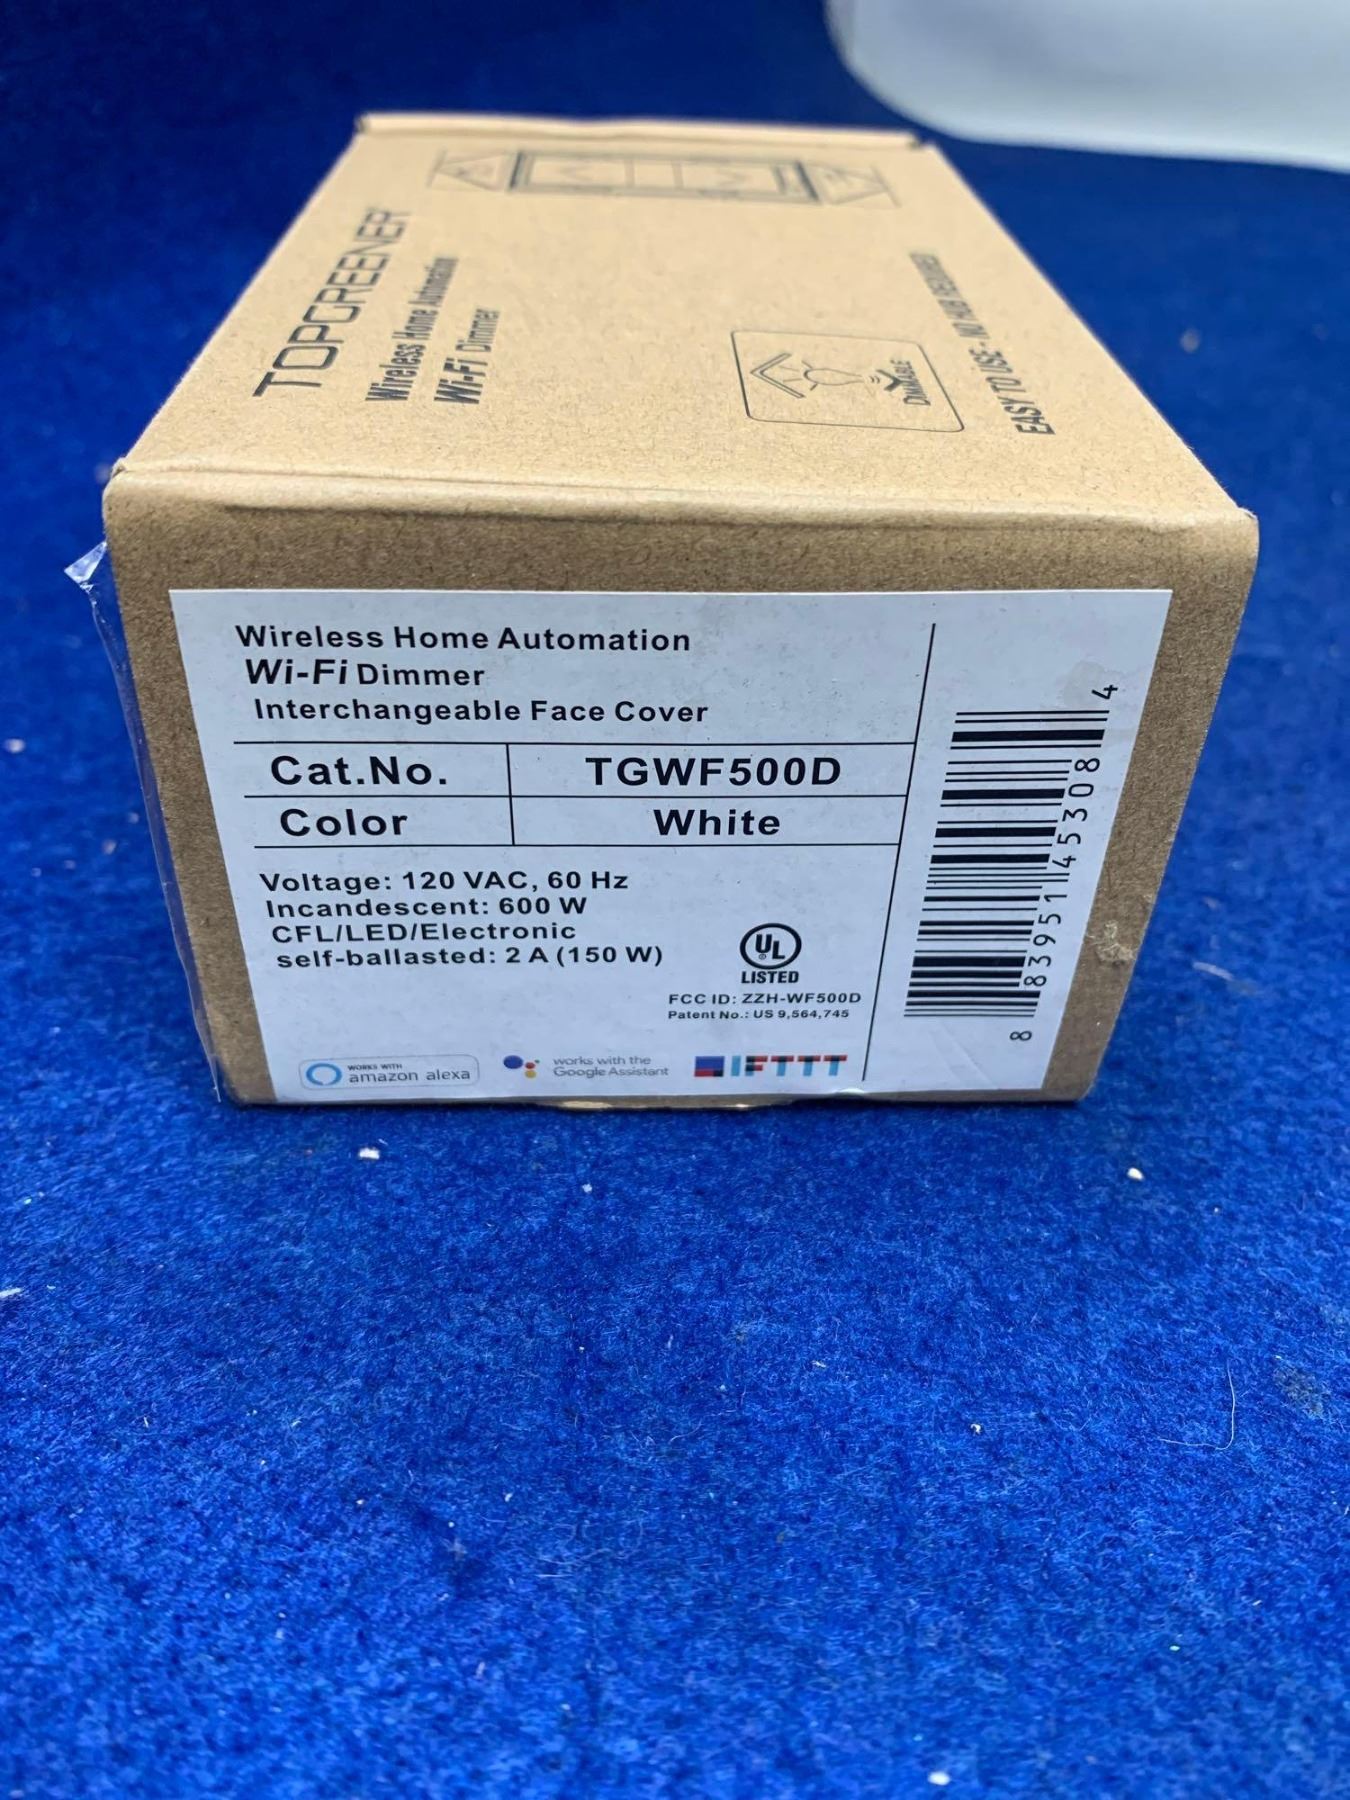 TOPGREENER
Wireless Home Automation
Wi-Fi Dimmer
DIMMABLE
EASY TO USE- NO HUB REQUIRED
Wireless Home Automation
Wi-Fi Dimmer
Interchangeable Face Cover
Cat.No. TGWF500D
Color White
Voltage: 120 VAC, 60 Hz
Incandescent: 600 W
CFL/LED/Electronic
self-ballasted: 2 A (150 W)
UL
LISTED
FCC ID: ZZH-WF500D
Patent No.: US 9,564,745
WORKS WITH
amazon alexa
works with the
Google Assistant
IFTTT
8 83951 45308 4